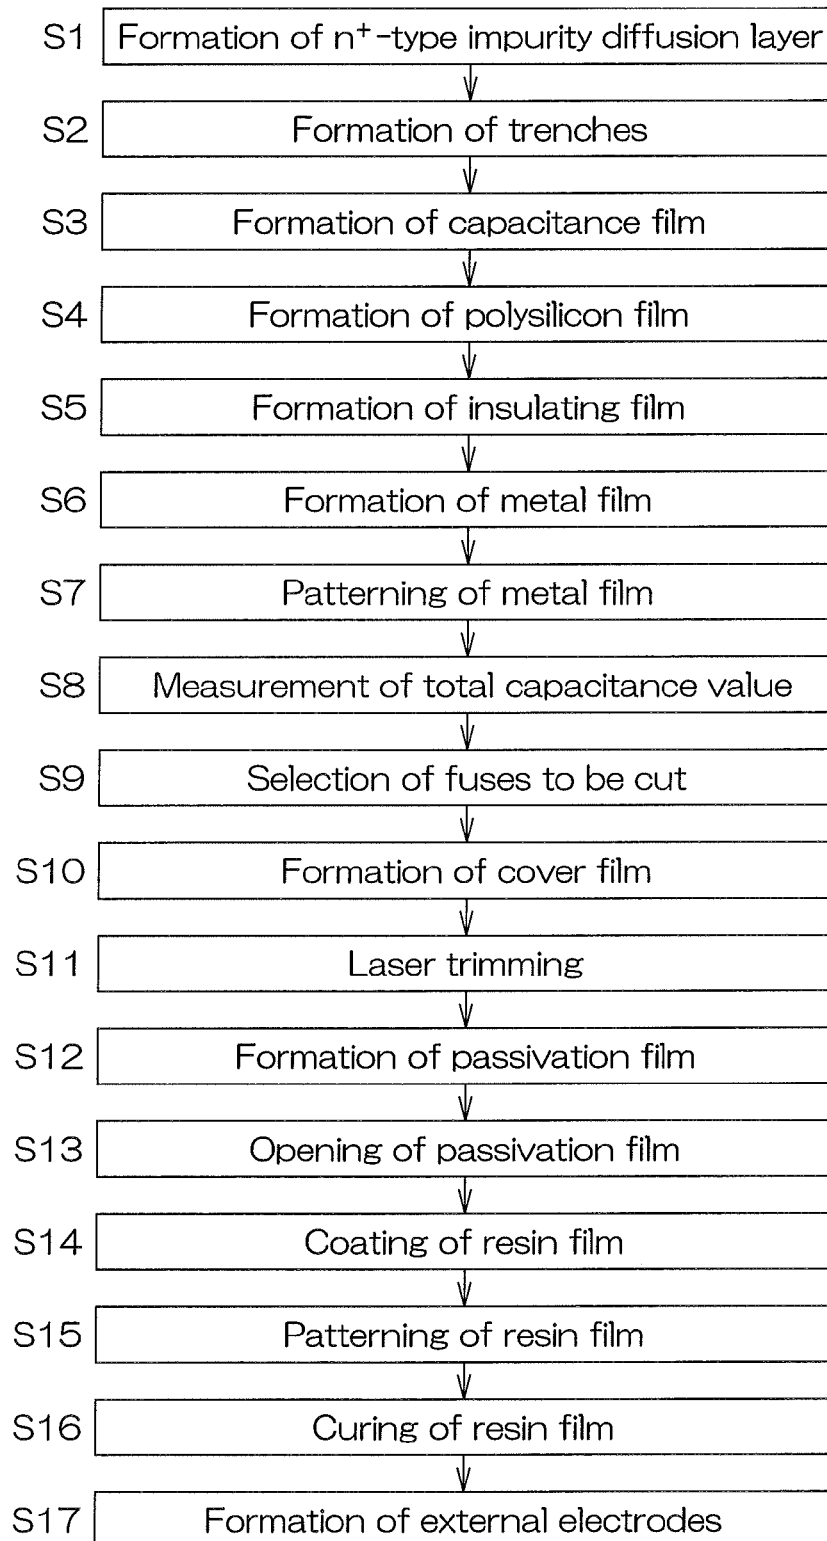 S1 Formation of n⁺-type impurity diffusion layer
S2 Formation of trenches
S3 Formation of capacitance film
S4 Formation of polysilicon film
S5 Formation of insulating film
S6 Formation of metal film
S7 Patterning of metal film
S8 Measurement of total capacitance value
S9 Selection of fuses to be cut
S10 Formation of cover film
S11 Laser trimming
S12 Formation of passivation film
S13 Opening of passivation film
S14 Coating of resin film
S15 Patterning of resin film
S16 Curing of resin film
S17 Formation of external electrodes